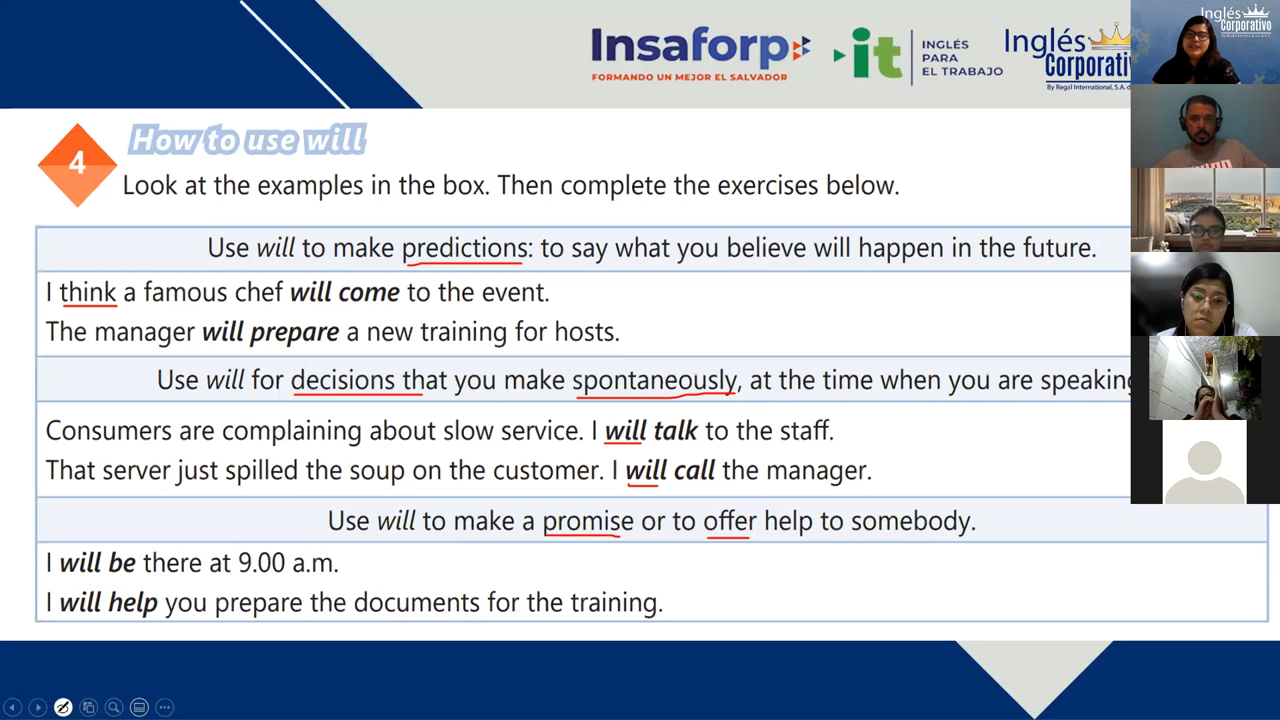 Insaforp
FORMANDO UN MEJOR EL SALVADOR
it
INGLÉS
PARA
EL TRABAJO
Inglés
Corporativ
By Regal International, S.A. d
Inglés
Corporativo
4
How to use will
Look at the examples in the box. Then complete the exercises below.
Use will to make predictions: to say what you believe will happen in the future.
I think a famous chef will come to the event.
The manager will prepare a new training for hosts.
Use will for decisions that you make spontaneously, at the time when you are speaking
Consumers are complaining about slow service. I will talk to the staff.
That server just spilled the soup on the customer. I will call the manager.
Use will to make a promise or to offer help to somebody.
I will be there at 9.00 a.m.
I will help you prepare the documents for the training.